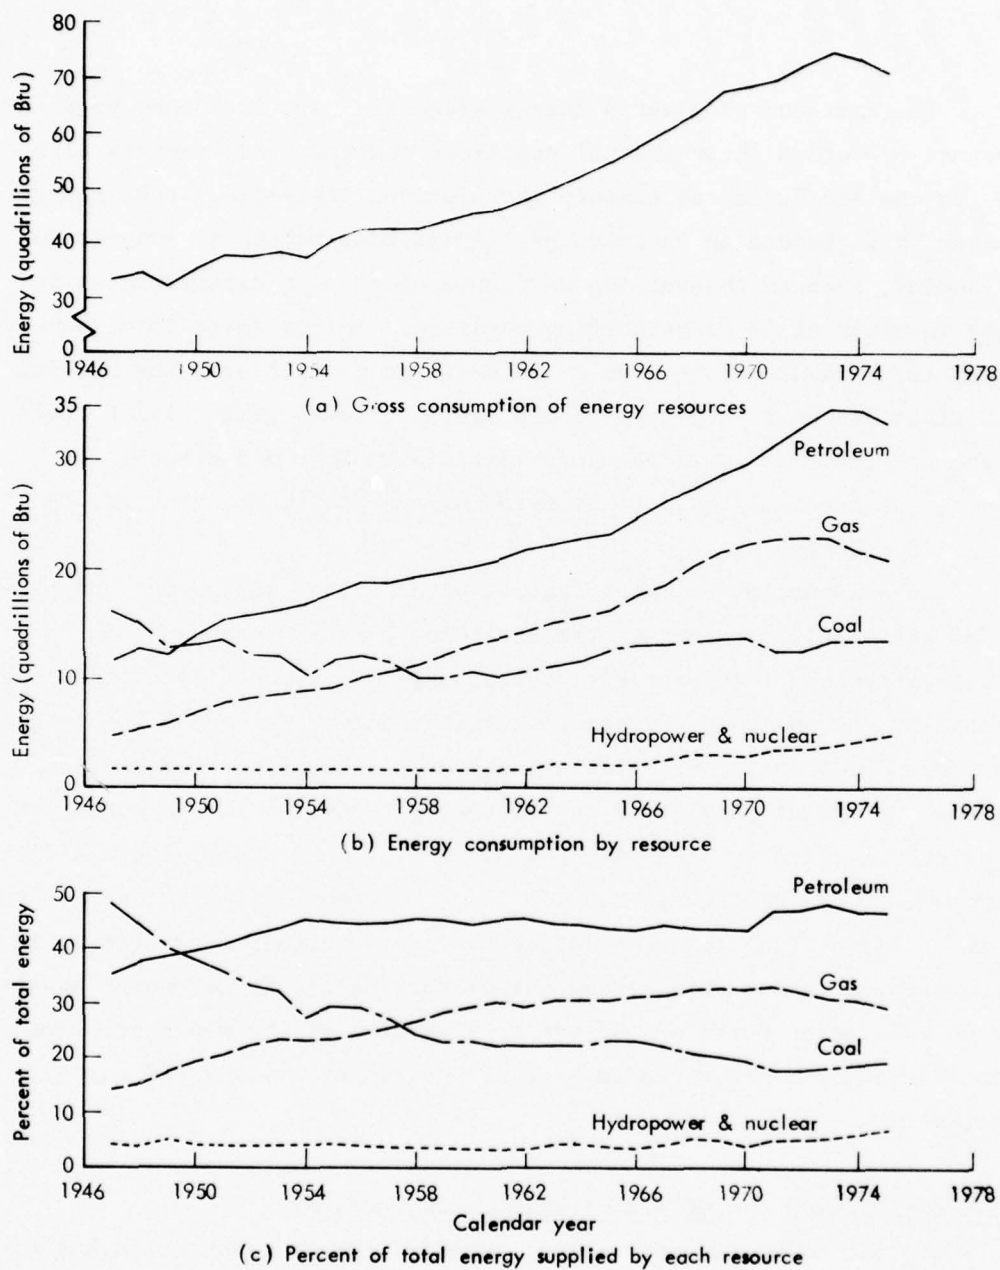 80
70
60
50
40
30
0
Energy (quadrillions of Btu)
1946 1950 1954 1958 1962 1966 1970 1974 1978
(a) Gross consumption of energy resources
35
30
20
10
0
Energy (quadrillions of Btu)
Petroleum
Gas
Coal
Hydropower & nuclear
1946 1950 1954 1958 1962 1966 1970 1974 1978
(b) Energy consumption by resource
50
40
30
20
10
0
Percent of total energy
Petroleum
Gas
Coal
Hydropower & nuclear
1946 1950 1954 1958 1962 1966 1970 1974 1978
Calendar year
(c) Percent of total energy supplied by each resource